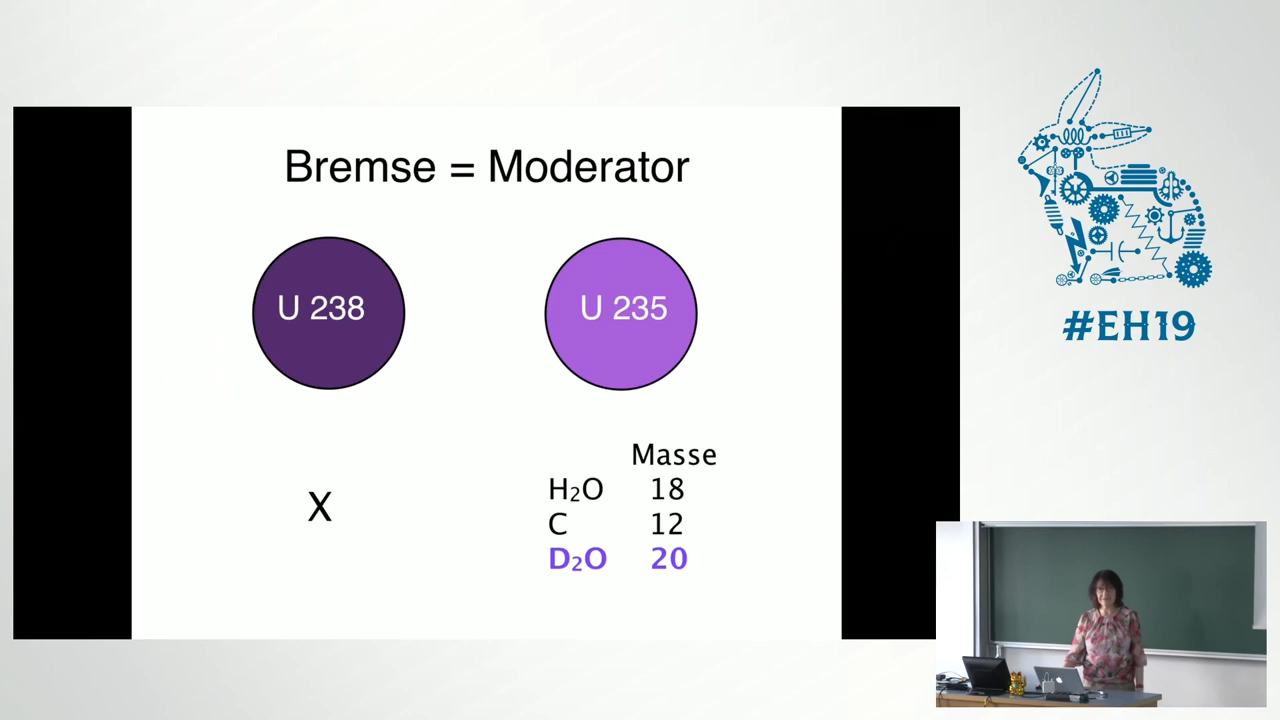 Bremse = Moderator
U 238
U 235
Masse
H₂O 18
C 12
D₂O 20
X
#EH19